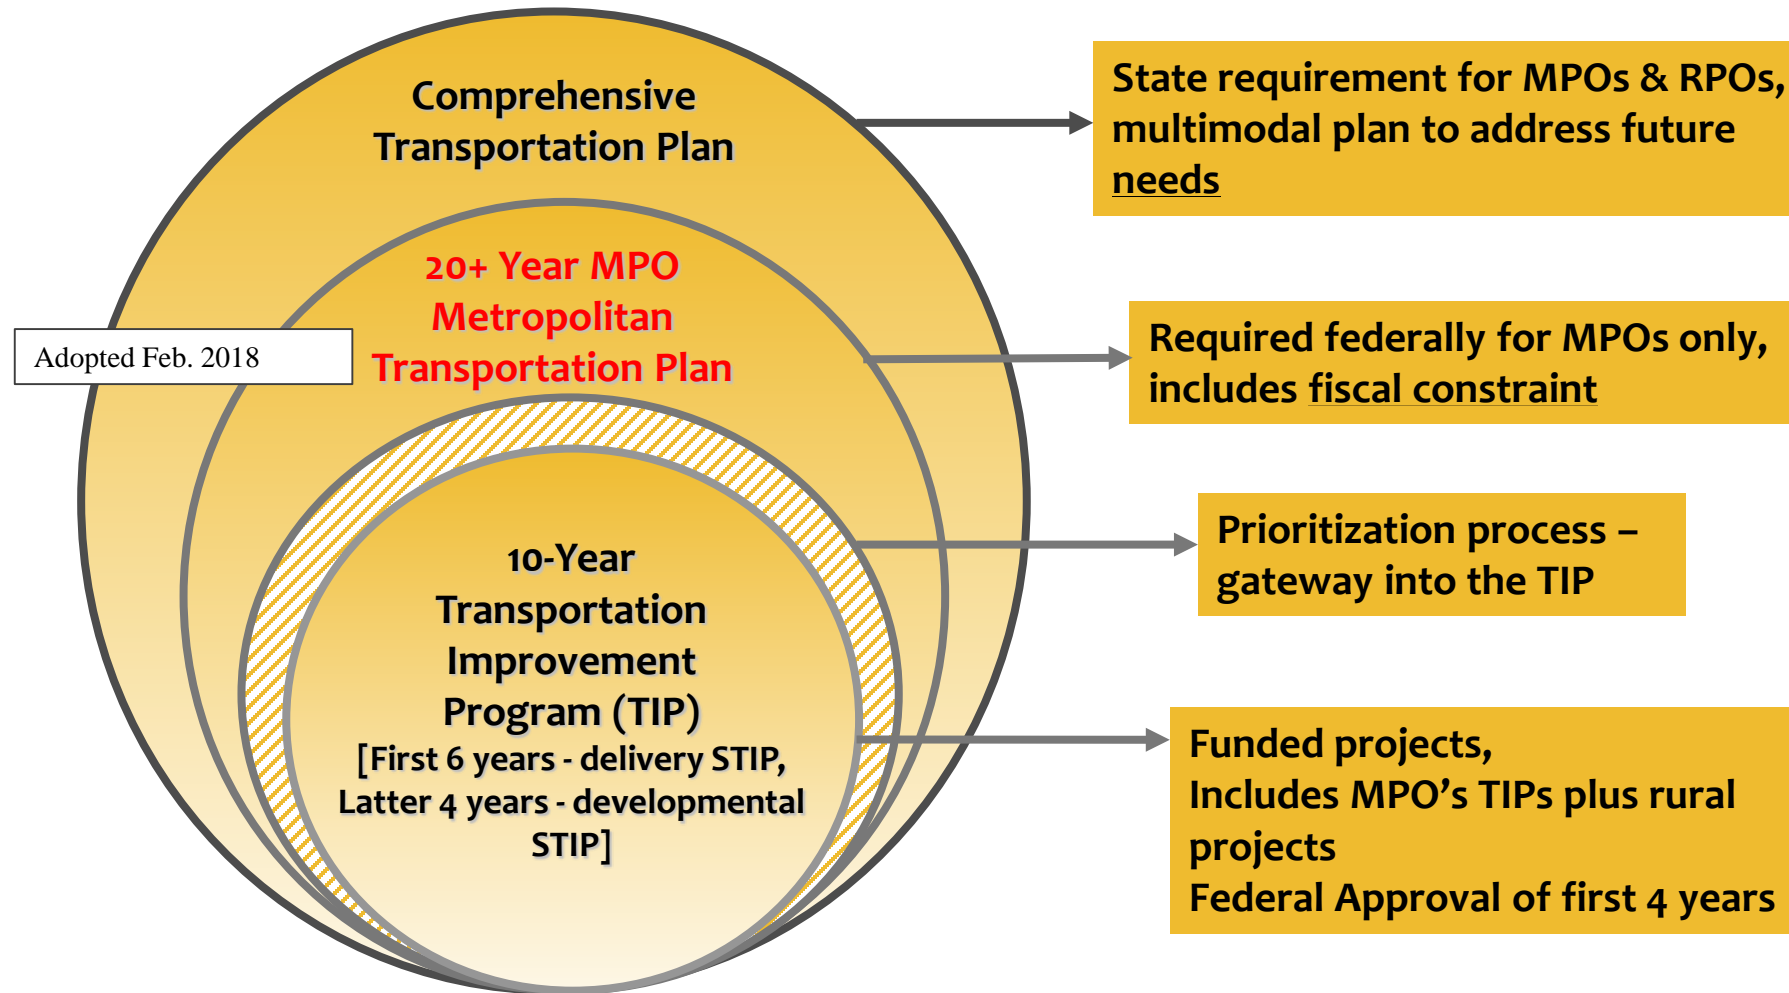 Comprehensive
Transportation Plan
State requirement for MPOs & RPOs,
multimodal plan to address future
needs
20+ Year MPO
Metropolitan
Transportation Plan
Adopted Feb. 2018
Required federally for MPOs only,
includes fiscal constraint
Prioritization process –
gateway into the TIP
10-Year
Transportation
Improvement
Program (TIP)
[First 6 years - delivery STIP,
Latter 4 years - developmental
STIP]
Funded projects,
Includes MPO’s TIPs plus rural
projects
Federal Approval of first 4 years